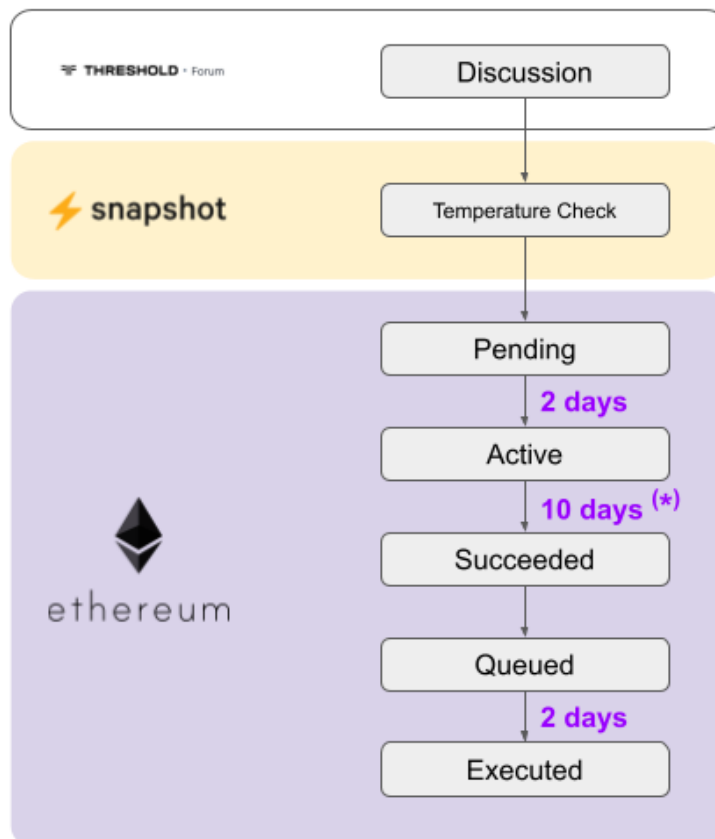 THRESHOLD · Forum
Discussion
snapshot
Temperature Check
Pending
2 days
Active
10 days (*)
Succeeded
ethereum
Queued
2 days
Executed